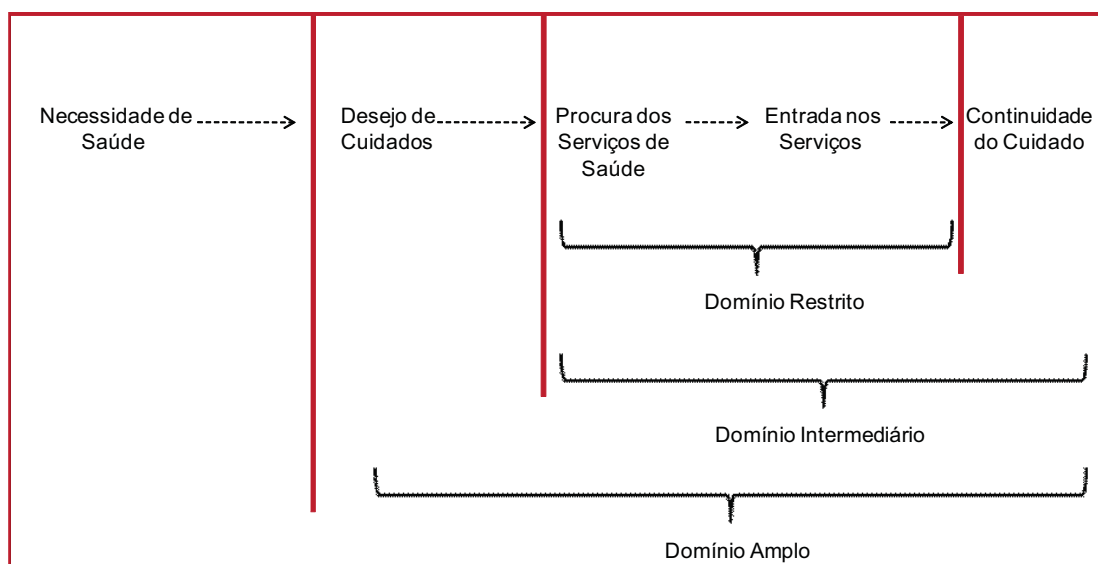 Necessidade de
Saúde
Desejo de
Cuidados
Procura dos
Serviços de
Saúde
Entrada nos
Serviços
Continuidade
do Cuidado
Domínio Restrito
Domínio Intermediário
Domínio Amplo